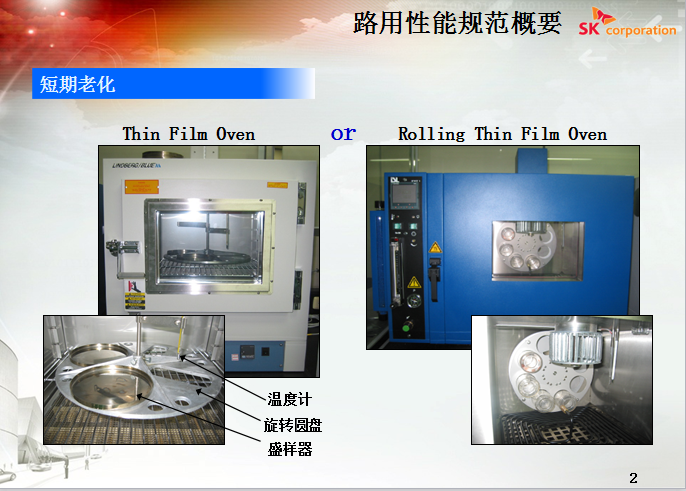 路用性能规范概要
SK corporation
短期老化
Thin Film Oven
or
Rolling Thin Film Oven
LINDBERG/BLUE
温度计
旋转圆盘
盛样器
2